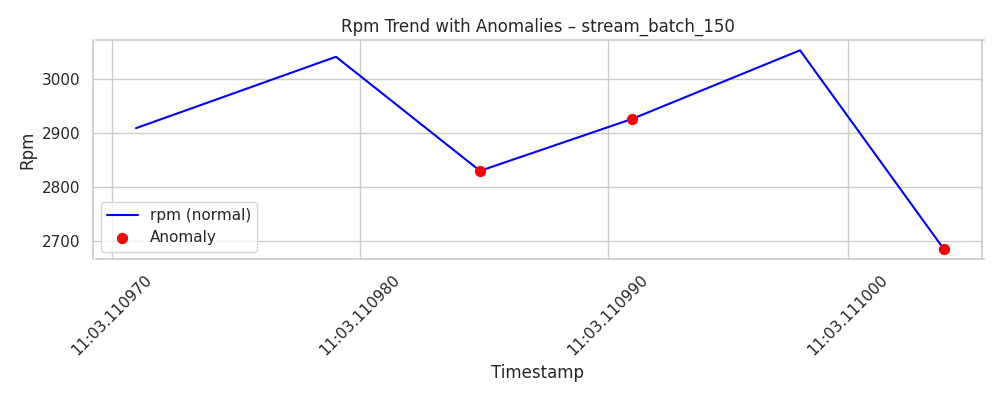 Rpm Trend with Anomalies – stream_batch_150
Rpm
3000
2900
2800
2700
rpm (normal)
Anomaly
11:03.110970
11:03.110980
11:03.110990
11:03.111000
Timestamp